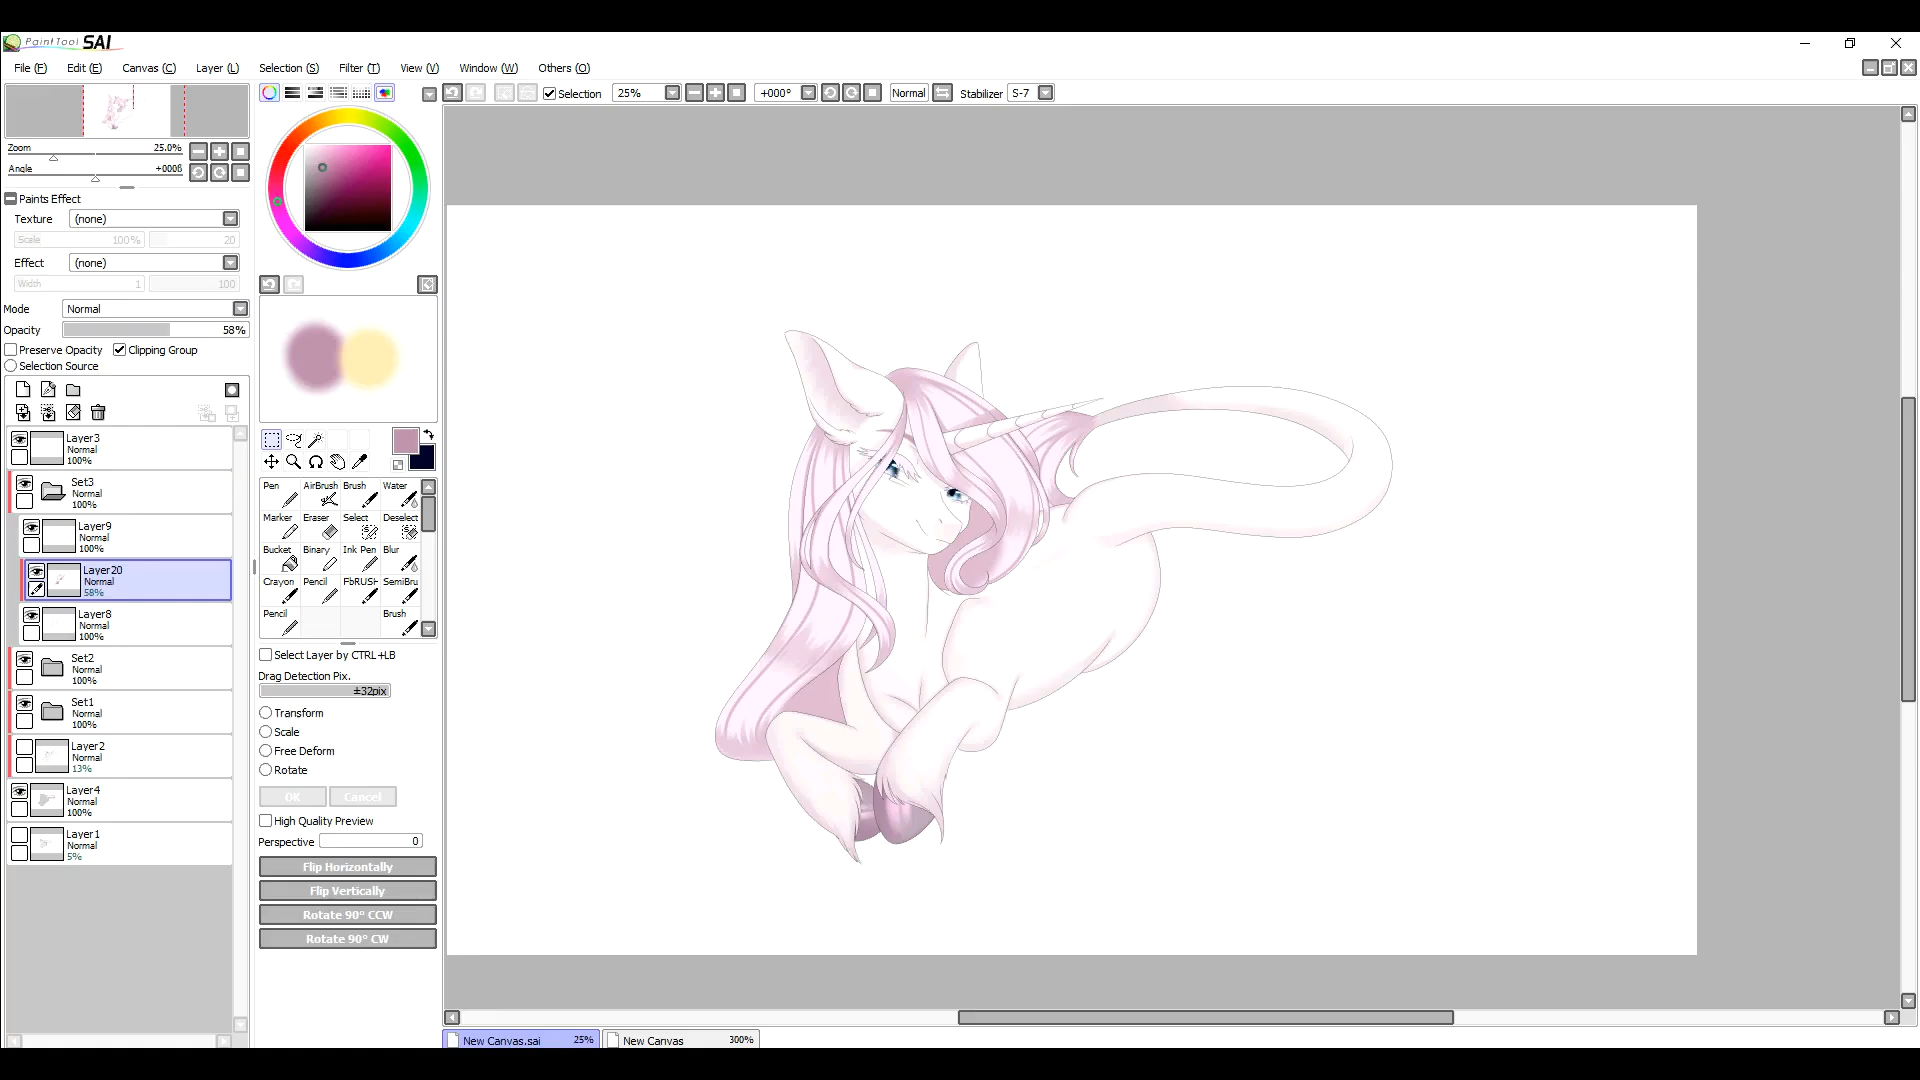 PaintTool SAI
File (F) Edit (E) Canvas (C) Layer (L) Selection (S) Filter (T) View (V) Window (W) Others (O)
Selection 25% +000° Normal Stabilizer S-7
Zoom 25.0%
Angle +000ß
Paints Effect
Texture (none)
Scale 100% 20
Effect (none)
Width 1 100
Mode Normal
Opacity 58%
Preserve Opacity Clipping Group
Selection Source
Layer3
Normal
100%
Set3
Normal
100%
Layer9
Normal
100%
Layer20
Normal
58%
Layer8
Normal
100%
Set2
Normal
100%
Set1
Normal
100%
Layer2
Normal
13%
Layer4
Normal
100%
Layer1
Normal
5%
Pen AirBrush Brush Water
Marker Eraser Select Deselect
Bucket Binary Ink Pen Blur
Crayon Pencil FbRUSH SemiBru
Pencil Brush
Select Layer by CTRL+LB
Drag Detection Pix.
±32pix
Transform
Scale
Free Deform
Rotate
OK Cancel
High Quality Preview
Perspective 0
Flip Horizontally
Flip Vertically
Rotate 90° CCW
Rotate 90° CW
New Canvas.sai 25% New Canvas 300%